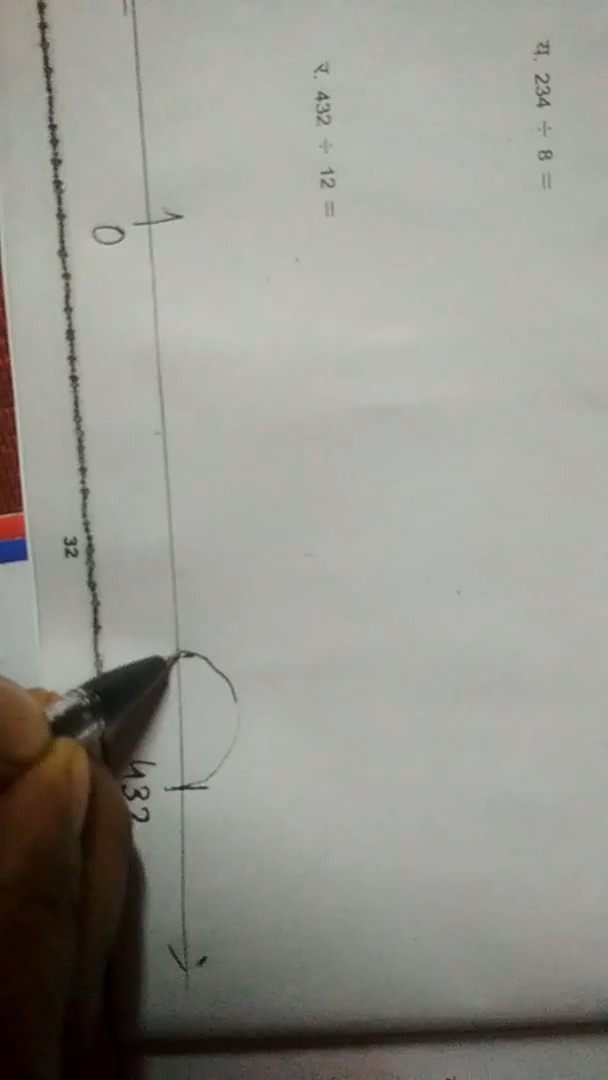 य. 234 ÷ 8 =
र. 432 ÷ 12 =
=
0
432
32